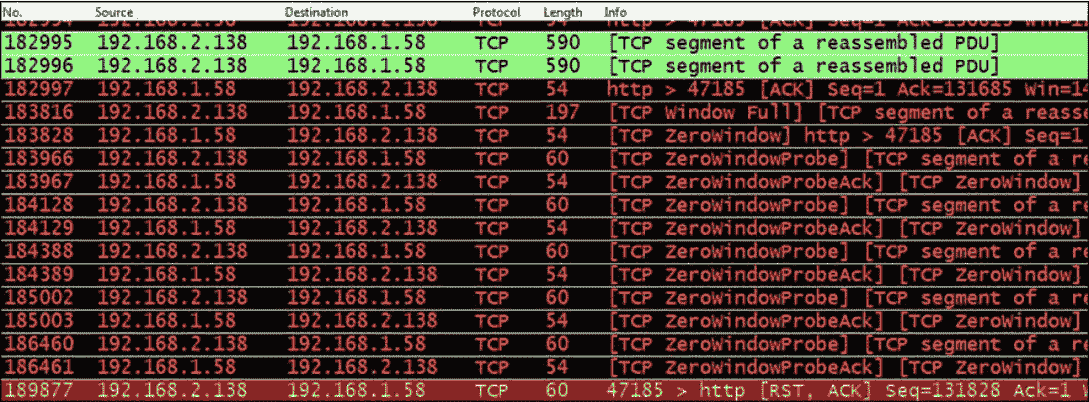 No. Source Destination Protocol Length Info
182995 192.168.2.138 192.168.1.58 TCP 590 [TCP segment of a reassembled PDU]
182996 192.168.2.138 192.168.1.58 TCP 590 [TCP segment of a reassembled PDU]
182997 192.168.1.58 192.168.2.138 TCP 54 http > 47185 [ACK] Seq=1 Ack=131685 Win=14
183816 192.168.2.138 192.168.1.58 TCP 197 [TCP Window Full] [TCP segment of a reass
183828 192.168.1.58 192.168.2.138 TCP 54 [TCP ZeroWindow] http > 47185 [ACK] Seq=1
183966 192.168.2.138 192.168.1.58 TCP 60 [TCP ZeroWindowProbe] [TCP segment of a r
183967 192.168.1.58 192.168.2.138 TCP 54 [TCP ZeroWindowProbeAck] [TCP ZeroWindow]
184128 192.168.2.138 192.168.1.58 TCP 60 [TCP ZeroWindowProbe] [TCP segment of a r
184129 192.168.1.58 192.168.2.138 TCP 54 [TCP ZeroWindowProbeAck] [TCP ZeroWindow]
184388 192.168.2.138 192.168.1.58 TCP 60 [TCP ZeroWindowProbe] [TCP segment of a re
184389 192.168.1.58 192.168.2.138 TCP 54 [TCP ZeroWindowProbeAck] [TCP ZeroWindow]
185002 192.168.2.138 192.168.1.58 TCP 60 [TCP ZeroWindowProbe] [TCP segment of a r
185003 192.168.1.58 192.168.2.138 TCP 54 [TCP ZeroWindowProbeAck] [TCP ZeroWindow]
186460 192.168.2.138 192.168.1.58 TCP 60 [TCP ZeroWindowProbe] [TCP segment of a re
186461 192.168.1.58 192.168.2.138 TCP 54 [TCP ZeroWindowProbeAck] [TCP ZeroWindow]
189877 192.168.2.138 192.168.1.58 TCP 60 47185 > http [RST, ACK] Seq=131828 Ack=1